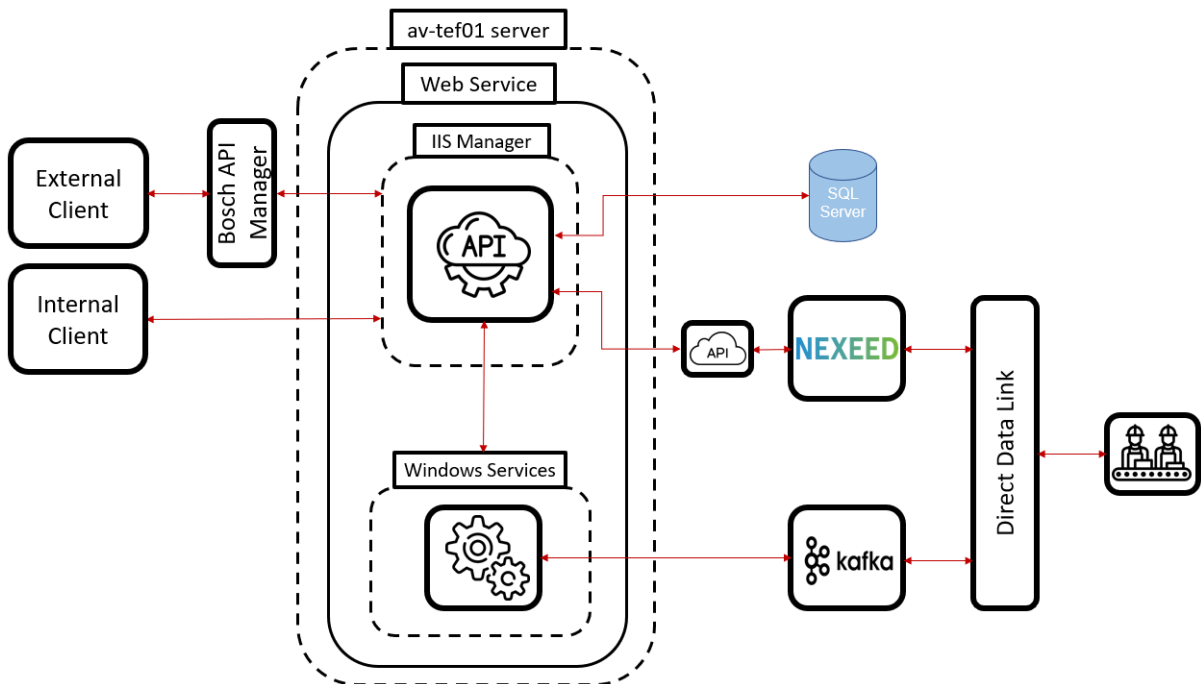 av-tef01 server
Web Service
IIS Manager
External
Client
Bosch API
Manager
API
SQL
Server
Internal
Client
API
NEXEED
Direct Data Link
Windows Services
kafka